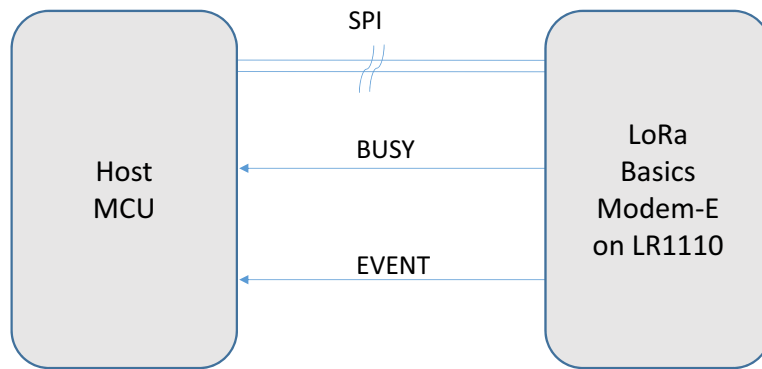 SPI
Host
MCU
BUSY
EVENT
LoRa
Basics
Modem-E
on LR1110